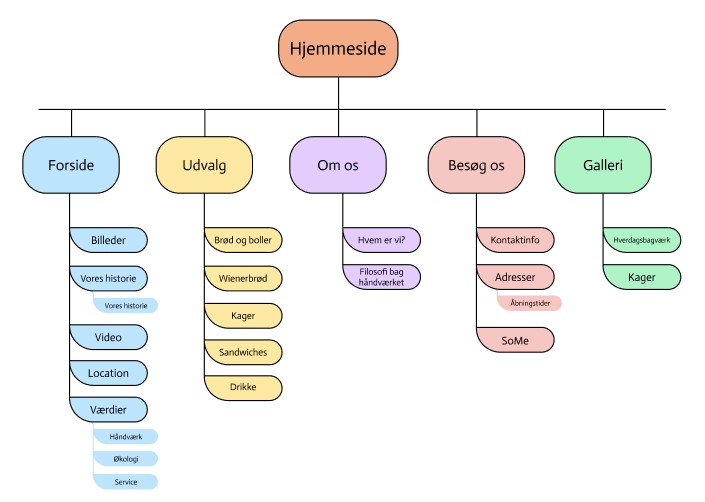 Hjemmeside
Forside
Udvalg
Om os
Besøg os
Galleri
Billeder
Vores historie
Vores historie
Video
Location
Værdier
Håndværk
Økologi
Service
Brød og boller
Wienerbrød
Kager
Sandwiches
Drikke
Hvem er vi?
Filosofi bag
håndværket
Kontaktinfo
Adresser
Åbningstider
SoMe
Hverdagsbagværk
Kager